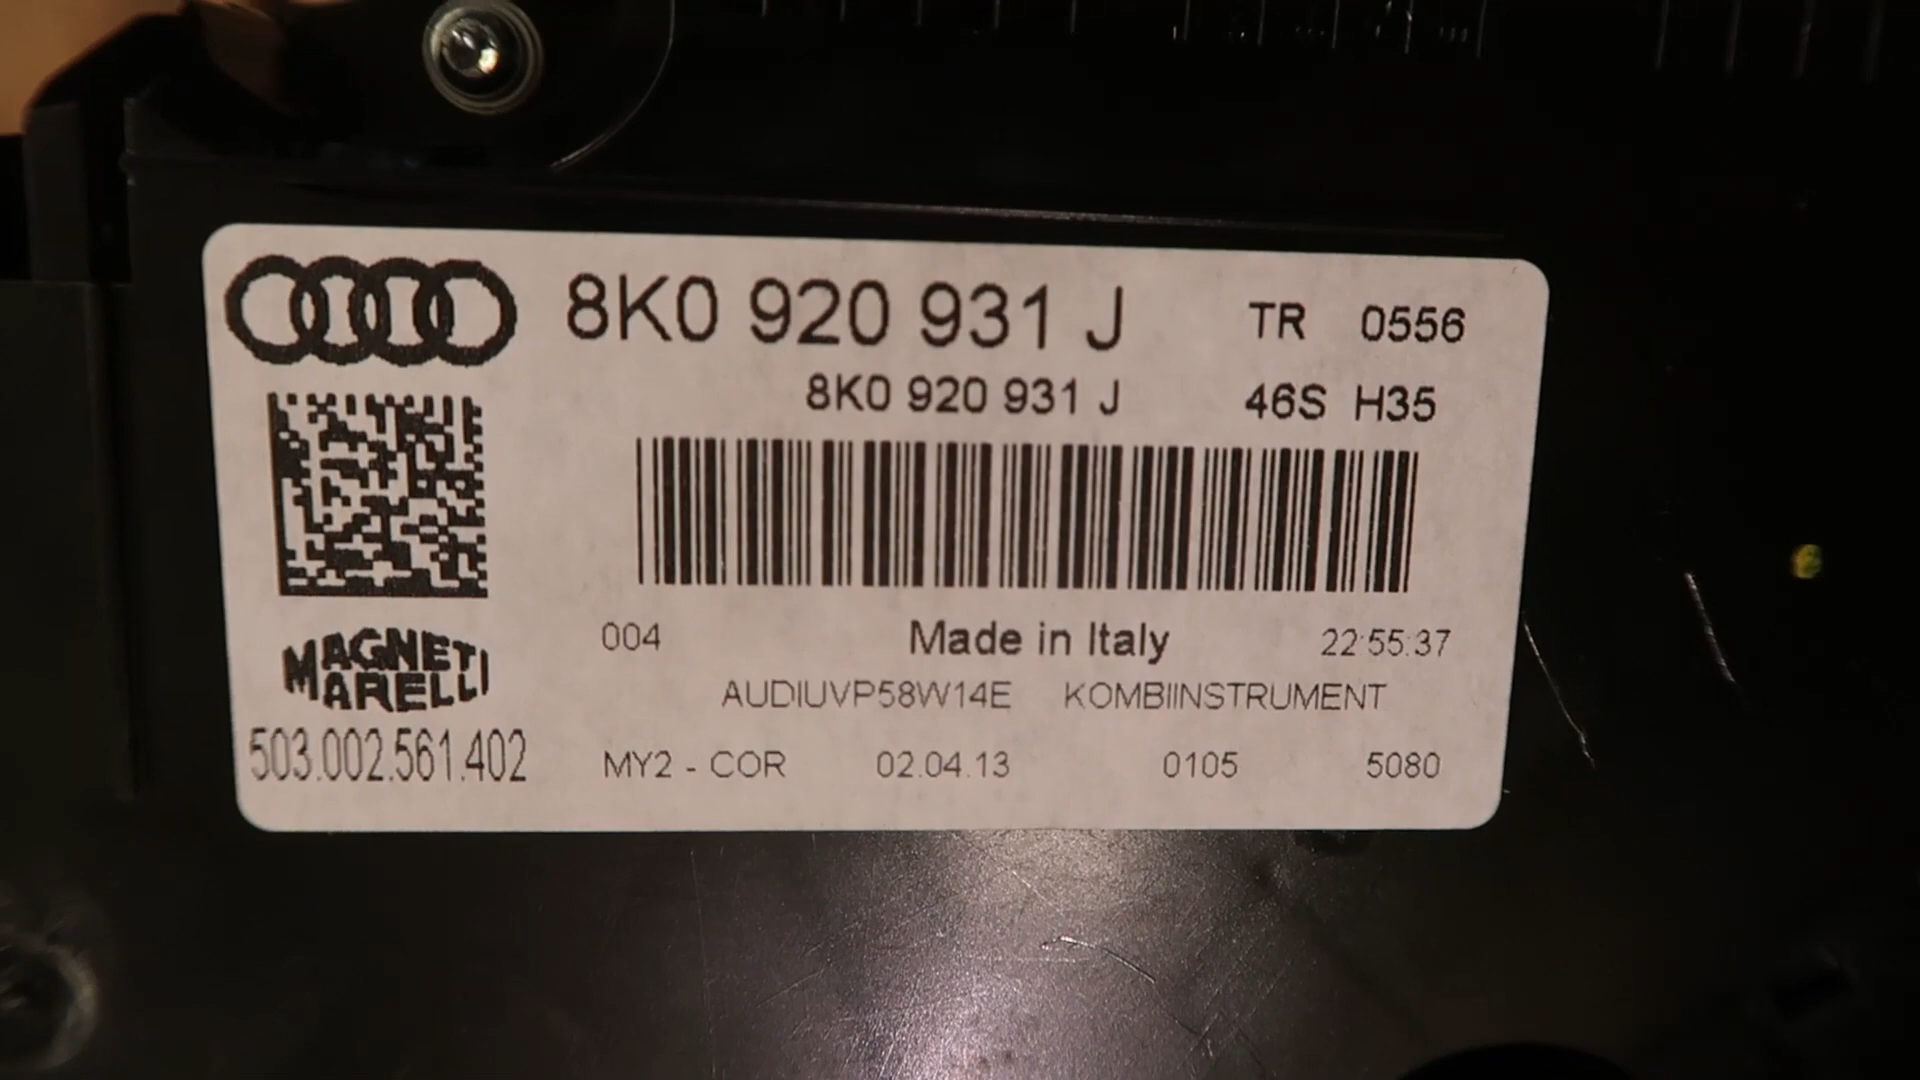 8K0 920 931 J TR 0556
8K0 920 931 J 46S H35
004 Made in Italy 22:55:37
MAGNETI
MARELLI
AUDIUVP58W14E KOMBIINSTRUMENT
503.002.561.402 MY2 - COR 02.04.13 0105 5080